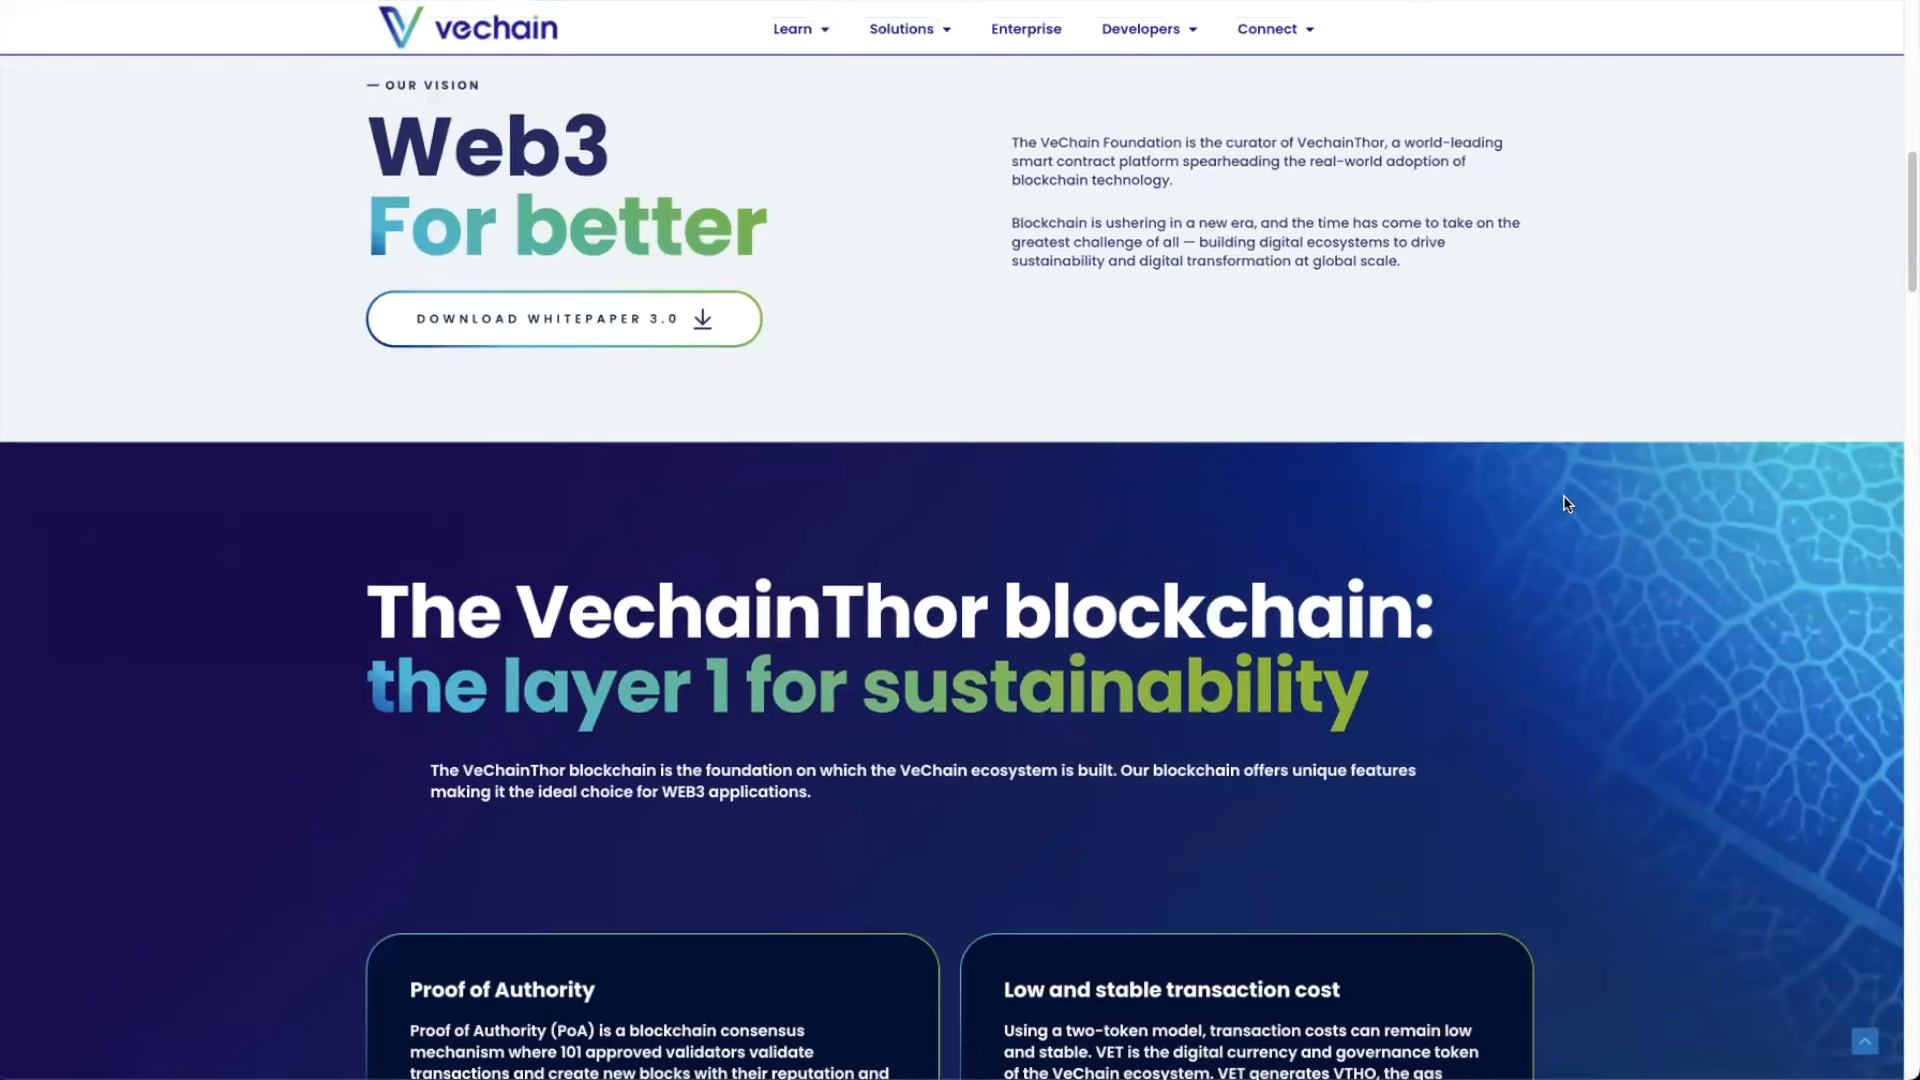 vechain
Learn
Solutions
Enterprise
Developers
Connect
— OUR VISION
Web3
For better
DOWNLOAD WHITEPAPER 3.0
The VeChain Foundation is the curator of VechainThor, a world-leading
smart contract platform spearheading the real-world adoption of
blockchain technology.
Blockchain is ushering in a new era, and the time has come to take on the
greatest challenge of all — building digital ecosystems to drive
sustainability and digital transformation at global scale.
The VechainThor blockchain:
the layer 1 for sustainability
The VeChainThor blockchain is the foundation on which the VeChain ecosystem is built. Our blockchain offers unique features
making it the ideal choice for WEB3 applications.
Proof of Authority
Proof of Authority (PoA) is a blockchain consensus
mechanism where 101 approved validators validate
transactions and create new blocks with their reputation and
Low and stable transaction cost
Using a two-token model, transaction costs can remain low
and stable. VET is the digital currency and governance token
of the VeChain ecosystem. VET generates VTHO, the gas